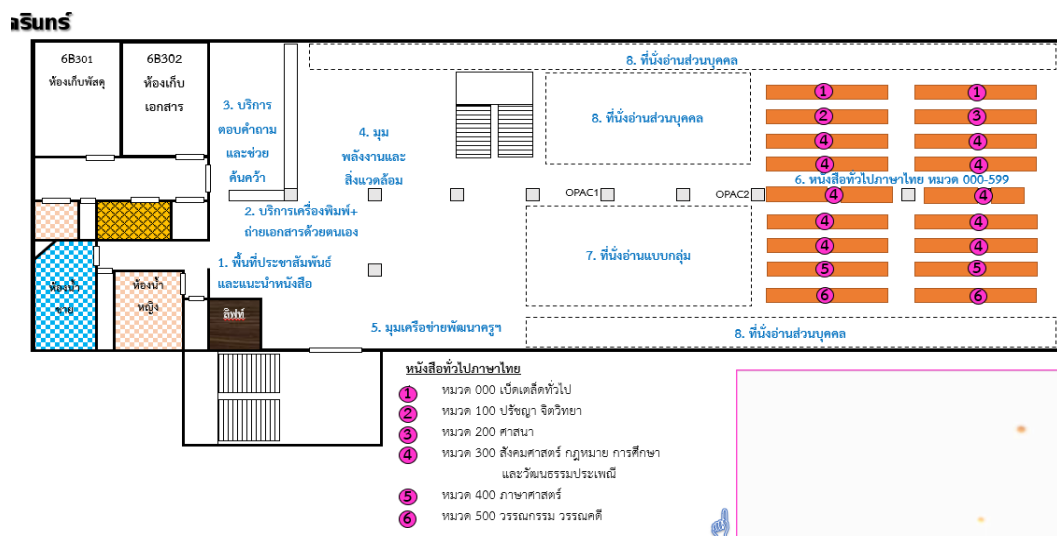 6B301
ห้องเก็บพัสดุ
6B302
ห้องเก็บ
เอกสาร
3. บริการ
ตอบคำถาม
และช่วย
ค้นคว้า
4. มุม
พลังงานและ
สิ่งแวดล้อม
8. ที่นั่งอ่านส่วนบุคคล
8. ที่นั่งอ่านส่วนบุคคล
1
1
2
3
4
4
4
4
6. หนังสือทั่วไปภาษาไทย หมวด 000-599
OPAC1
OPAC2
4
4
4
4
4
4
5
5
6
6
2. บริการเครื่องพิมพ์+
ถ่ายเอกสารด้วยตนเอง
1. พื้นที่ประชาสัมพันธ์
และแนะนำหนังสือ
7. ที่นั่งอ่านแบบกลุ่ม
ห้องน้ำ
ชาย
ห้องน้ำ
หญิง
ลิฟท์
5. มุมเครือข่ายพัฒนาครูฯ
8. ที่นั่งอ่านส่วนบุคคล
หนังสือทั่วไปภาษาไทย
1 หมวด 000 เบ็ดเตล็ดทั่วไป
2 หมวด 100 ปรัชญา จิตวิทยา
3 หมวด 200 ศาสนา
4 หมวด 300 สังคมศาสตร์ กฎหมาย การศึกษา
และวัฒนธรรมประเพณี
5 หมวด 400 ภาษาศาสตร์
6 หมวด 500 วรรณกรรม วรรณคดี